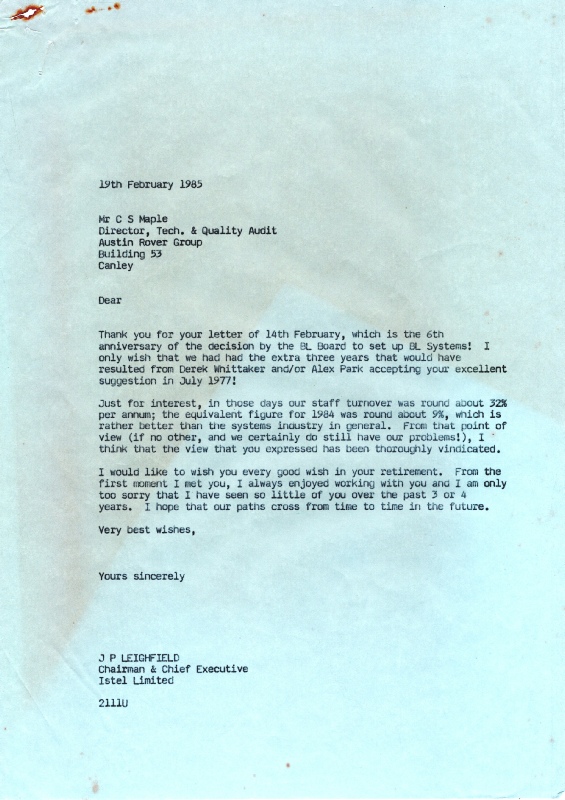 19th February 1985
Mr C S Maple
Director, Tech. & Quality Audit
Austin Rover Group
Building 53
Canley
Dear
Thank you for your letter of 14th February, which is the 6th
anniversary of the decision by the BL Board to set up BL Systems!  I
only wish that we had had the extra three years that would have
resulted from Derek Whittaker and/or Alex Park accepting your excellent
suggestion in July 1977!
Just for interest, in those days our staff turnover was round about 32%
per annum; the equivalent figure for 1984 was round about 9%, which is
rather better than the systems industry in general.  From that point of
view (if no other, and we certainly do still have our problems!), I
think that the view that you expressed has been thoroughly vindicated.
I would like to wish you every good wish in your retirement.  From the
first moment I met you, I always enjoyed working with you and I am only
too sorry that I have seen so little of you over the past 3 or 4
years.  I hope that our paths cross from time to time in the future.
Very best wishes,
Yours sincerely
J P LEIGHFIELD
Chairman & Chief Executive
Istel Limited
2111U